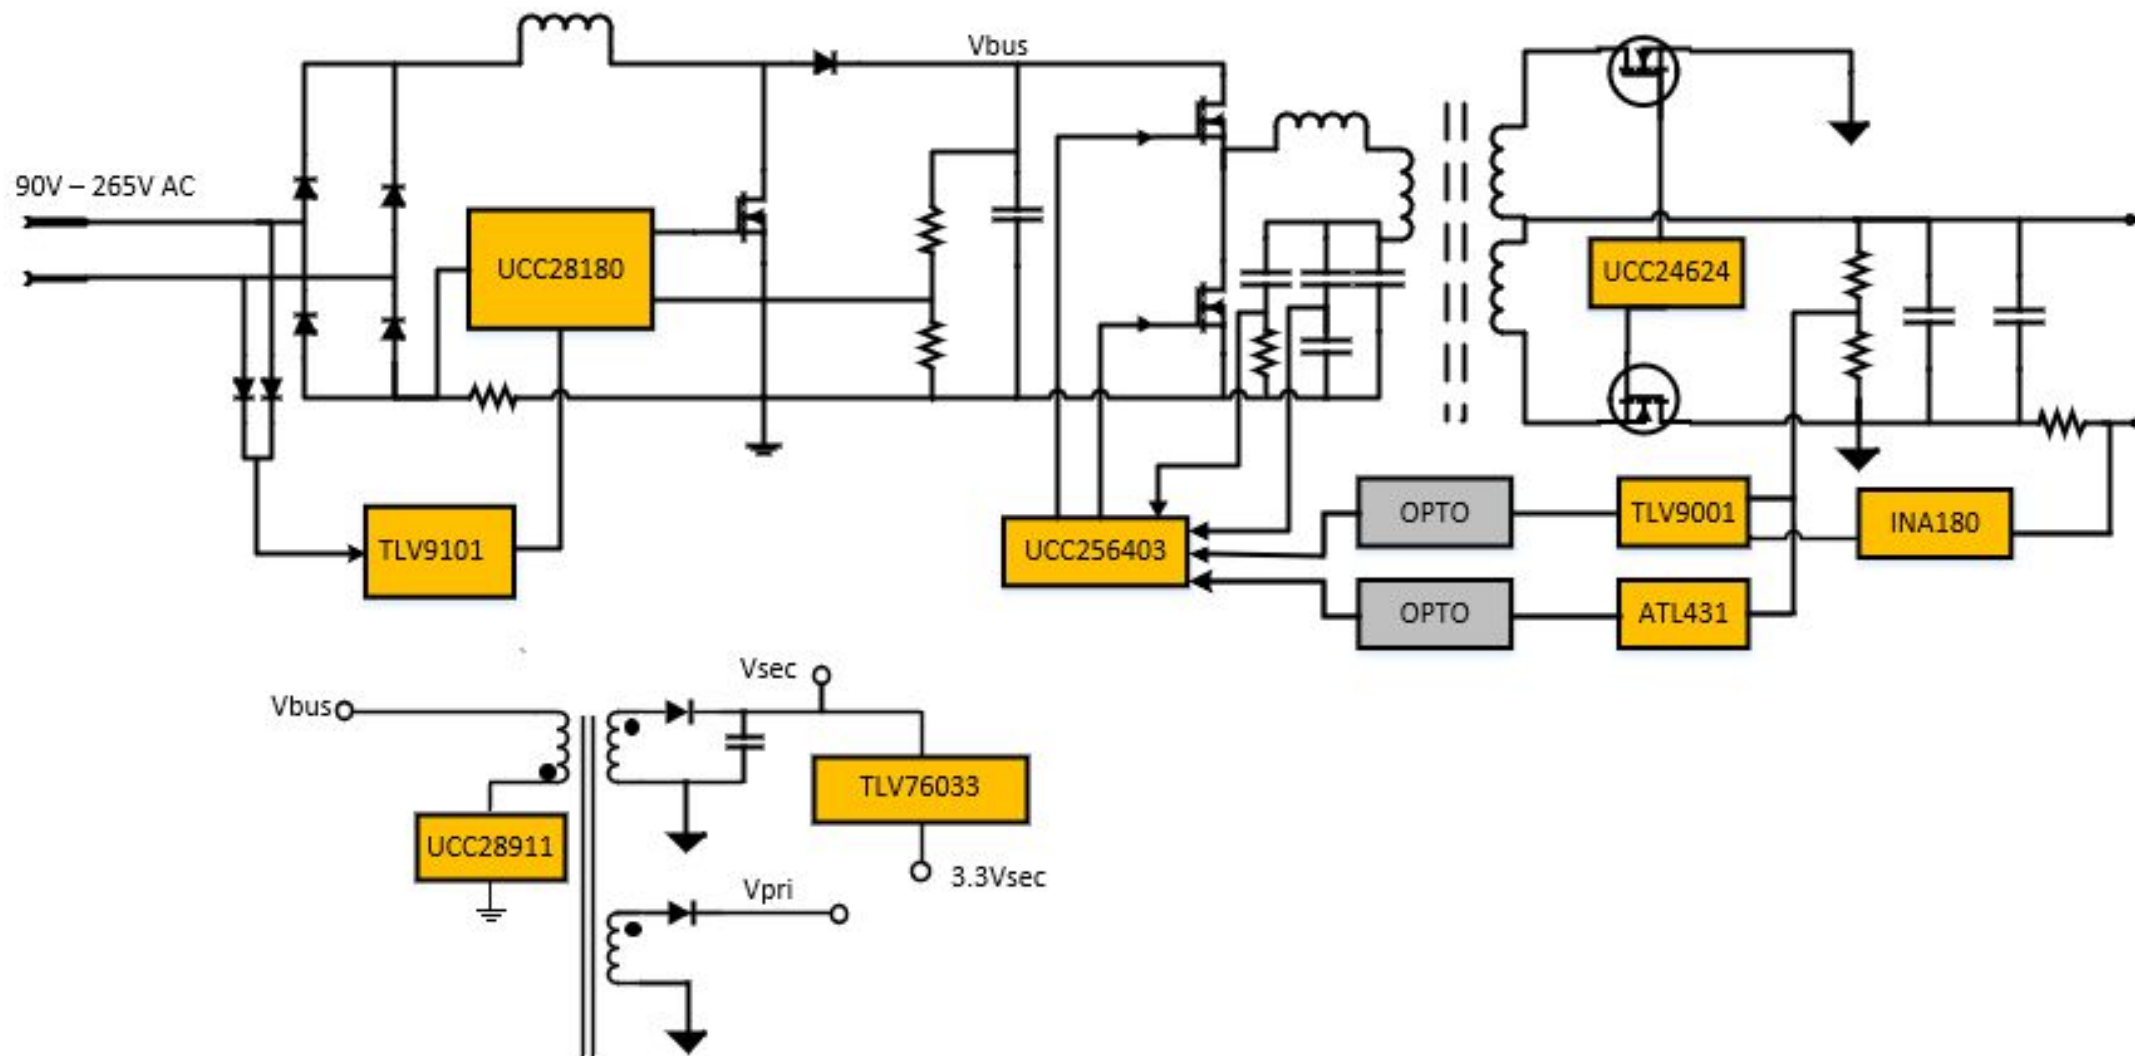 Vbus
90V – 265V AC
UCC28180
UCC24624
OPTO
TLV9001
INA180
TLV9101
UCC256403
OPTO
ATL431
Vsec
Vbus
TLV76033
UCC28911
3.3Vsec
Vpri